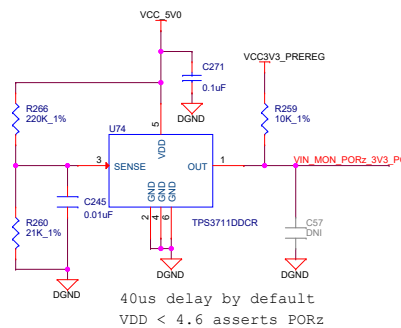 VCC_5V0
C271
0.1uF
VCC3V3_PREREG
DGND
R266
220K_1%
R259
10K_1%
U74
5
VDD
3
SENSE
OUT
1
VIN_MON_PORz_3V3_P
C245
0.01uF
GND
GND
GND
2
4
6
R260
21K_1%
TPS3711DDCR
C57
DNI
DGND
DGND
DGND
40us delay by default
VDD < 4.6 asserts PORz